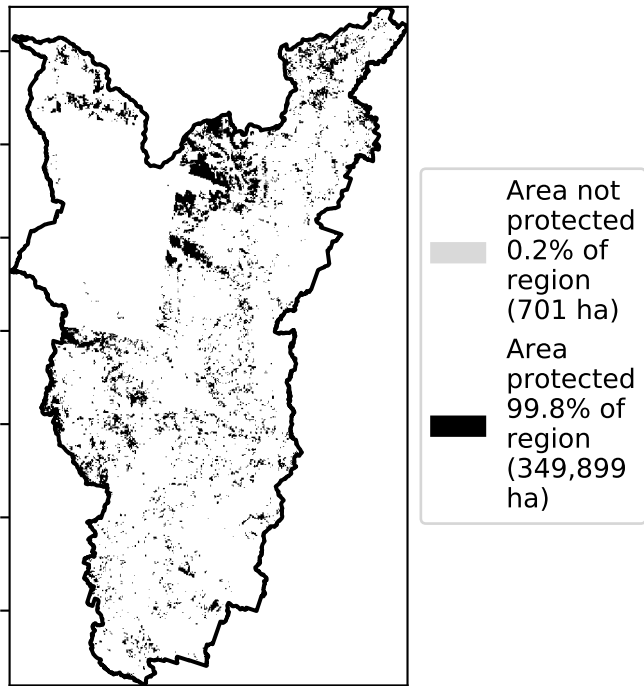 Area not
protected
0.2% of
region
(701 ha)
Area
protected
99.8% of
region
(349,899
ha)